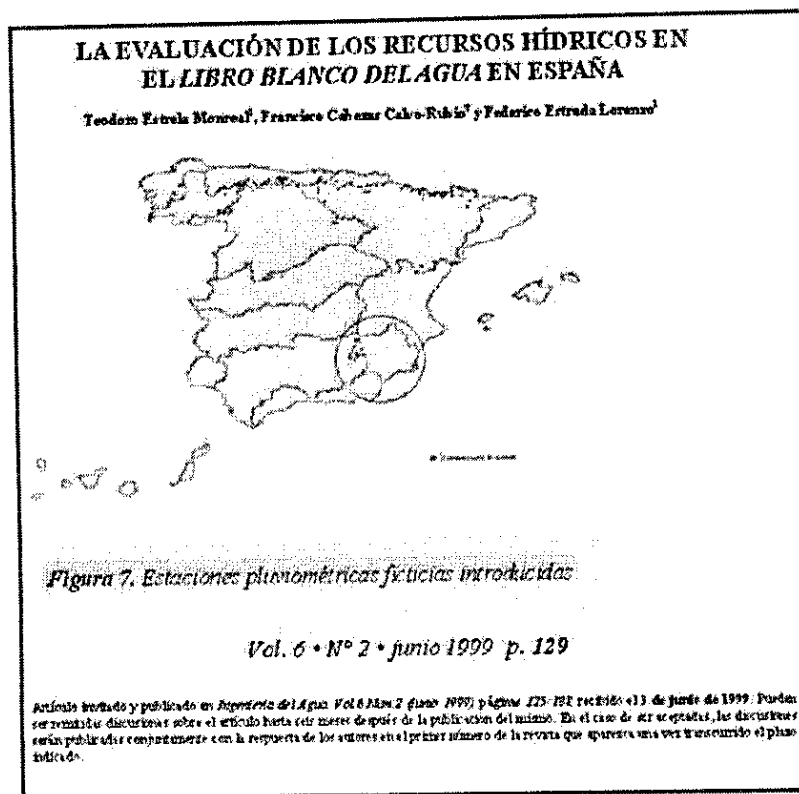 LA EVALUACIÓN DE LOS RECURSOS HÍDRICOS EN
EL LIBRO BLANCO DEL AGUA EN ESPAÑA
Teodoro Estrela Monreal¹, Francisco Cabezas Calvo-Rubio² y Federico Estrada Lorenzo³
Figura 7. Estaciones pluviométricas ficticias introducidas
Vol. 6 • Nº 2 • junio 1999 p. 129
Artículo invitado y publicado en Ingeniería del Agua. Vol 6 Num 2 (junio 1999) páginas 125-138 recibido el 3 de junio de 1999. Pueden
ser remitidas discusiones sobre el artículo hasta seis meses después de la publicación del mismo. En el caso de ser aceptadas, las discusiones
serán publicadas conjuntamente con la respuesta de los autores en el primer número de la revista que aparezca una vez transcurrido el plazo
indicado.